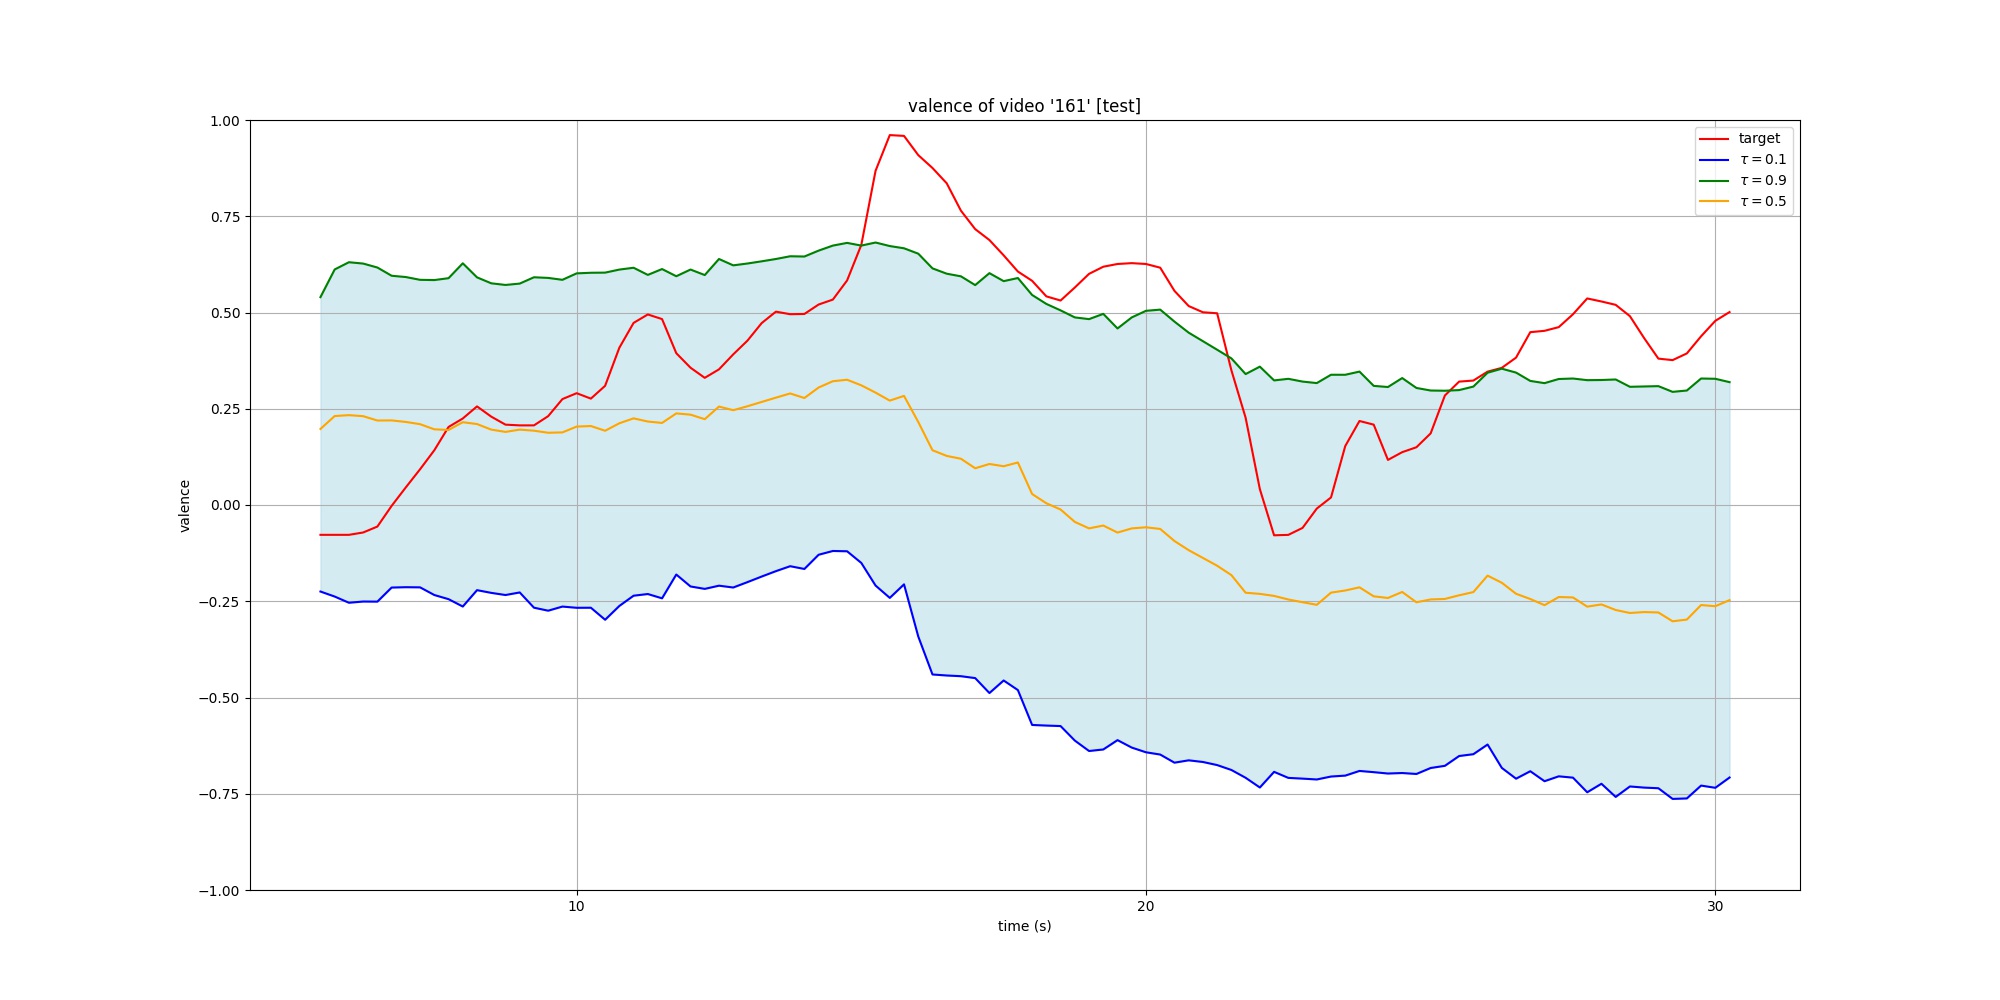 valence of video '161' [test]
target
τ = 0.1
τ = 0.9
τ = 0.5
1.00
0.75
0.50
0.25
0.00
−0.25
−0.50
−0.75
−1.00
valence
10
20
30
time (s)